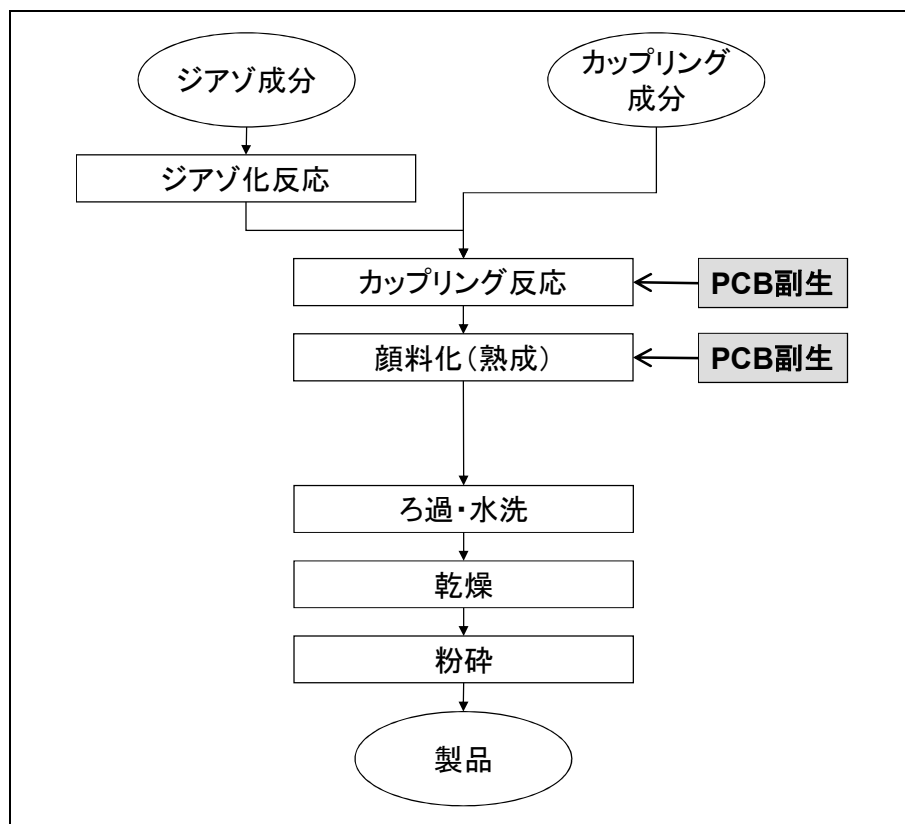 ジアゾ成分
カップリング
成分
ジアゾ化反応
カップリング反応
PCB副生
顔料化（熟成）
PCB副生
ろ過・水洗
乾燥
粉砕
製品